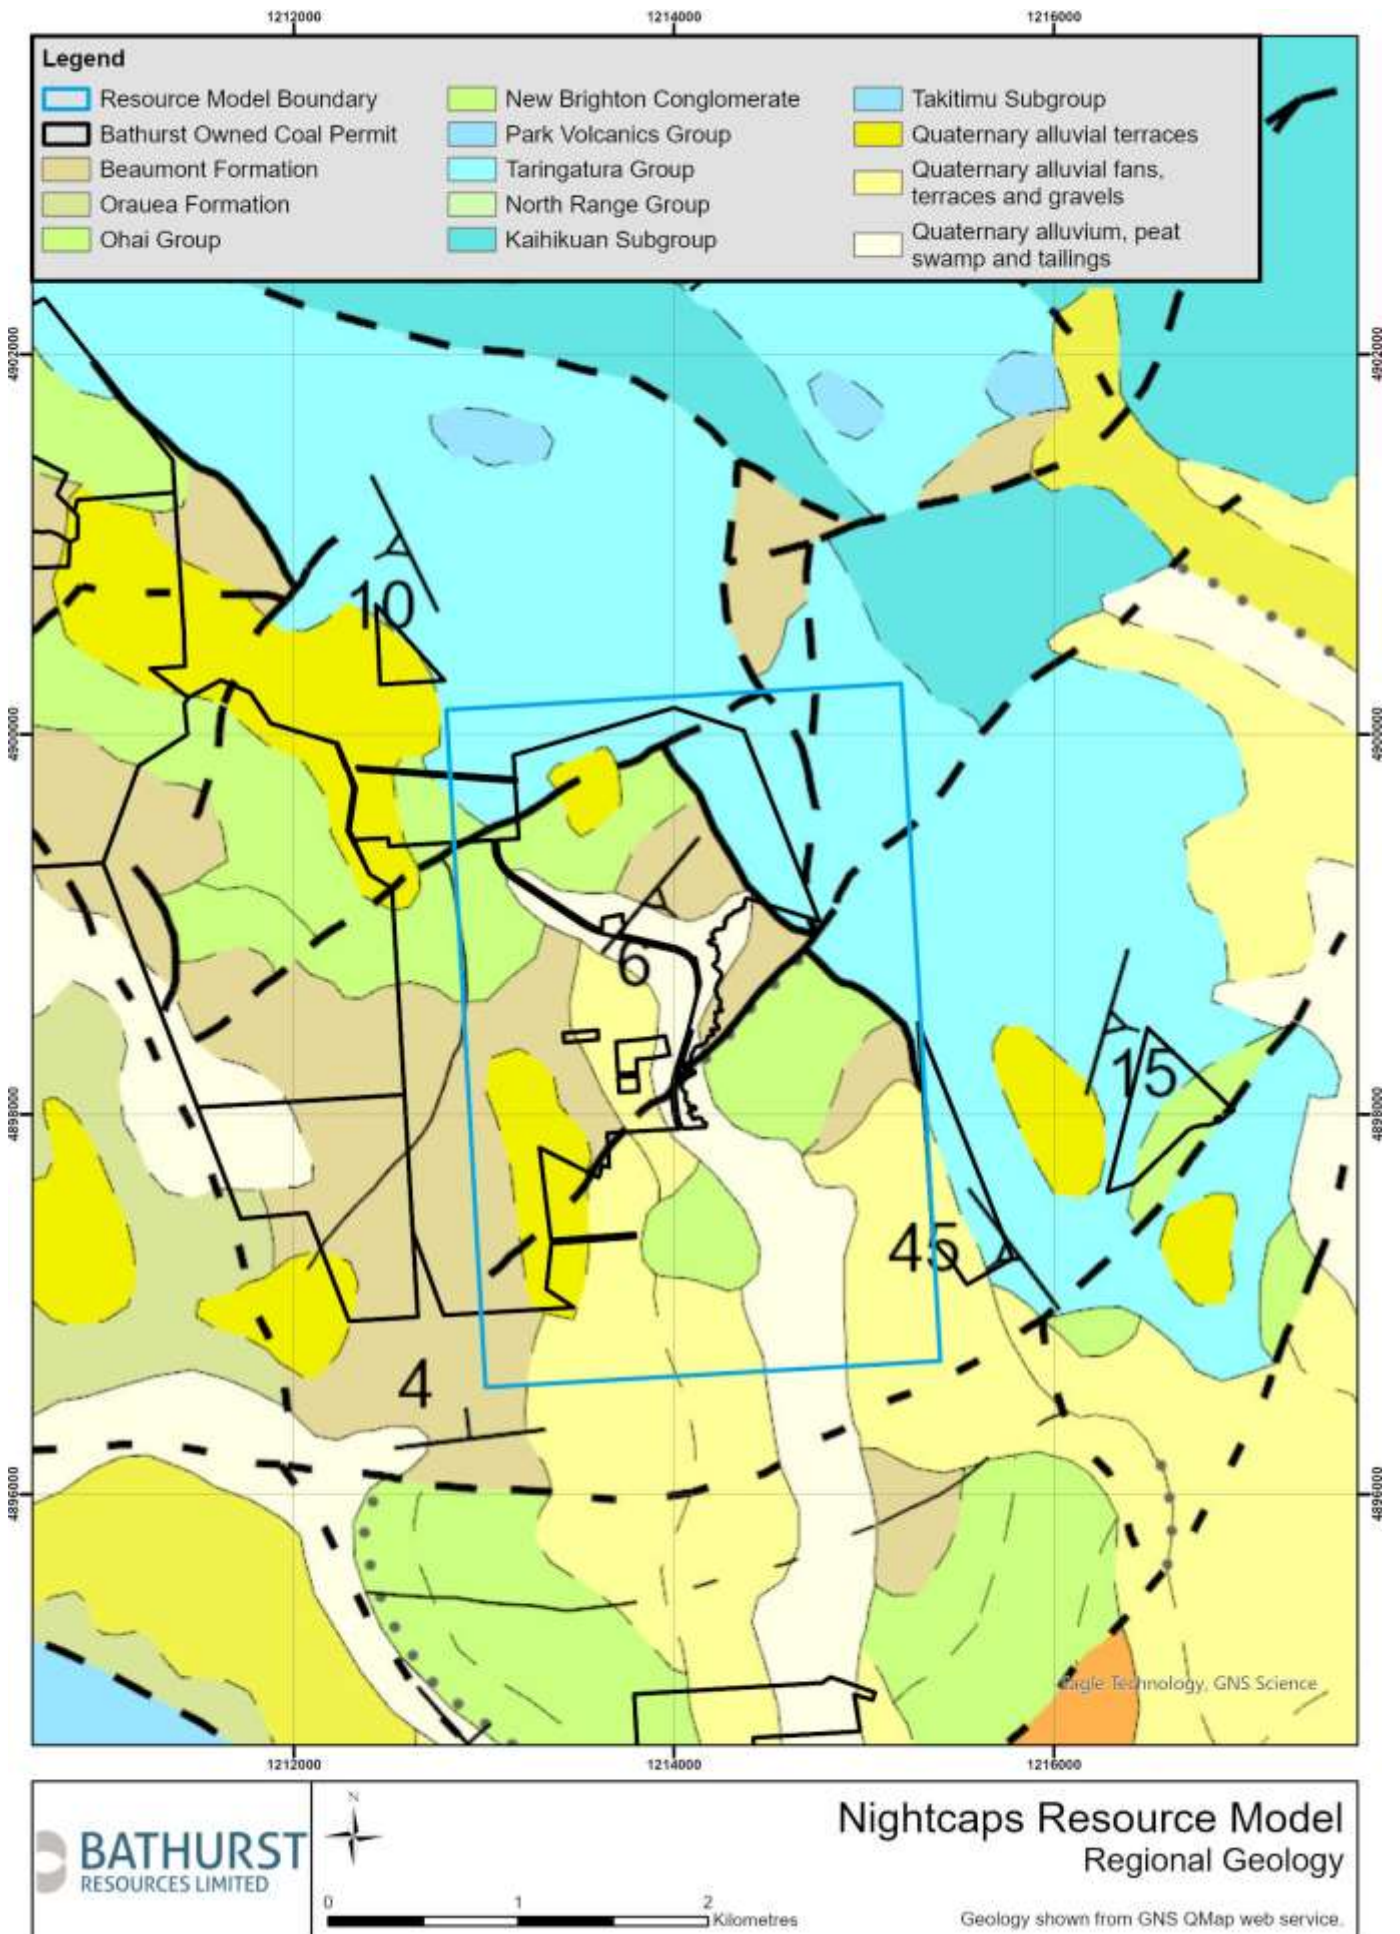 1212000
1214000
1216000
Legend
Resource Model Boundary
Bathurst Owned Coal Permit
Beaumont Formation
Orauea Formation
Ohai Group
New Brighton Conglomerate
Park Volcanics Group
Taringatura Group
North Range Group
Kaihikuan Subgroup
Takitimu Subgroup
Quaternary alluvial terraces
Quaternary alluvial fans,
terraces and gravels
Quaternary alluvium, peat
swamp and tailings
4902000
4902000
10
4900000
4900000
6
15
4898000
4898000
45
4
4896000
4896000
Eagle Technology, GNS Science
1212000
1214000
1216000
BATHURST
RESOURCES LIMITED
N
0
1
2
Kilometres
Nightcaps Resource Model
Regional Geology
Geology shown from GNS QMap web service.